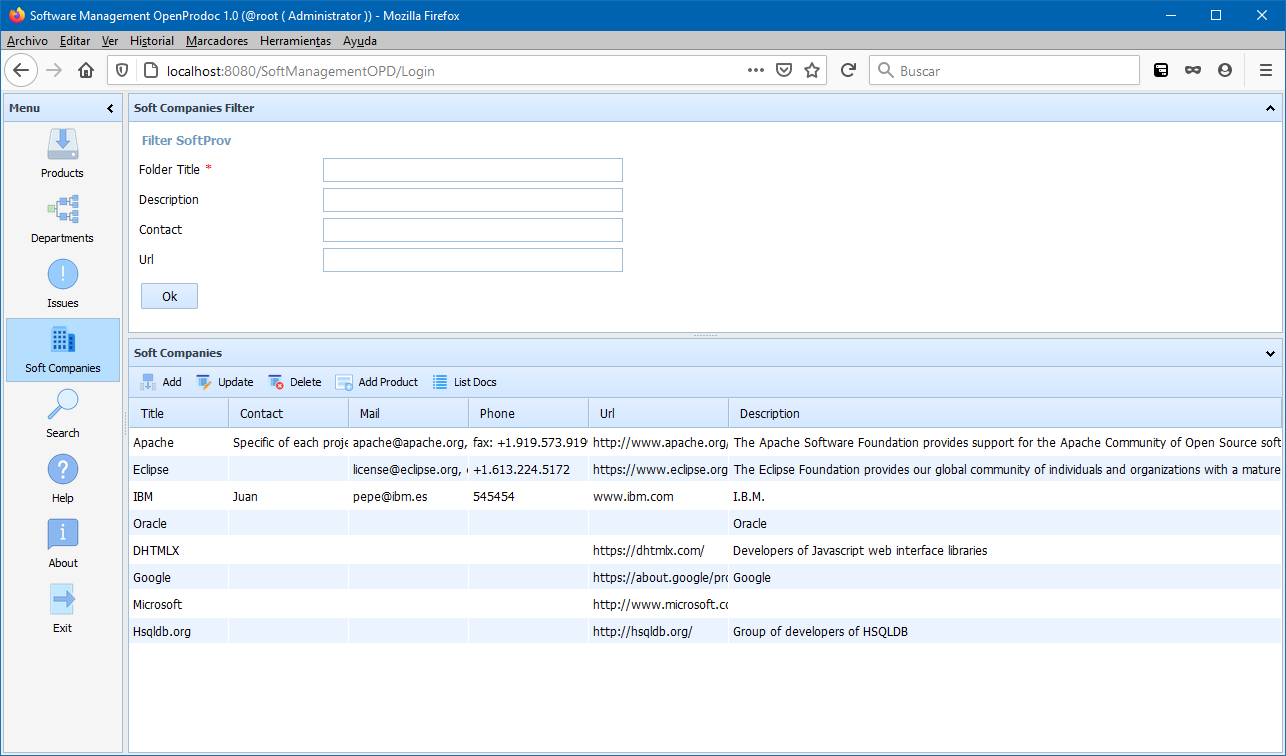 Software Management OpenProdoc 1.0 (@root ( Administrator )) - Mozilla Firefox
Archivo Editar Ver Historial Marcadores Herramientas Ayuda
localhost:8080/SoftManagementOPD/Login
Buscar
Menu
Products
Departments
Issues
Soft Companies
Search
Help
About
Exit
Soft Companies Filter
Filter SoftProv
Folder Title *
Description
Contact
Url
Ok
Soft Companies
Add Update Delete Add Product List Docs
Title Contact Mail Phone Url Description
Apache Specific of each proje apache@apache.org, fax: +1.919.573.919 http://www.apache.org/ The Apache Software Foundation provides support for the Apache Community of Open Source soft
Eclipse license@eclipse.org, +1.613.224.5172 https://www.eclipse.org The Eclipse Foundation provides our global community of individuals and organizations with a mature
IBM Juan pepe@ibm.es 545454 www.ibm.com I.B.M.
Oracle Oracle
DHTMLX https://dhtmlx.com/ Developers of Javascript web interface libraries
Google https://about.google/pro Google
Microsoft http://www.microsoft.co
Hsqldb.org http://hsqldb.org/ Group of developers of HSQLDB